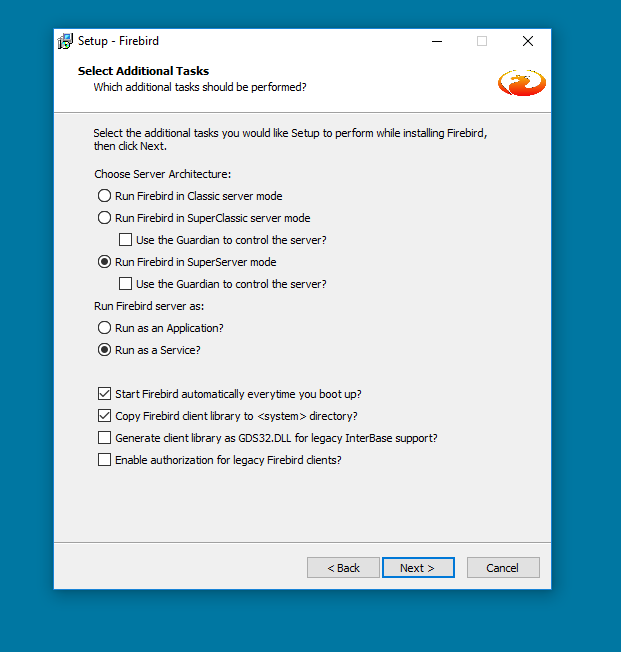 Setup - Firebird
Select Additional Tasks
Which additional tasks should be performed?
Select the additional tasks you would like Setup to perform while installing Firebird,
then click Next.
Choose Server Architecture:
Run Firebird in Classic server mode
Run Firebird in SuperClassic server mode
Use the Guardian to control the server?
Run Firebird in SuperServer mode
Use the Guardian to control the server?
Run Firebird server as:
Run as an Application?
Run as a Service?
Start Firebird automatically everytime you boot up?
Copy Firebird client library to <system> directory?
Generate client library as GDS32.DLL for legacy InterBase support?
Enable authorization for legacy Firebird clients?
< Back Next > Cancel